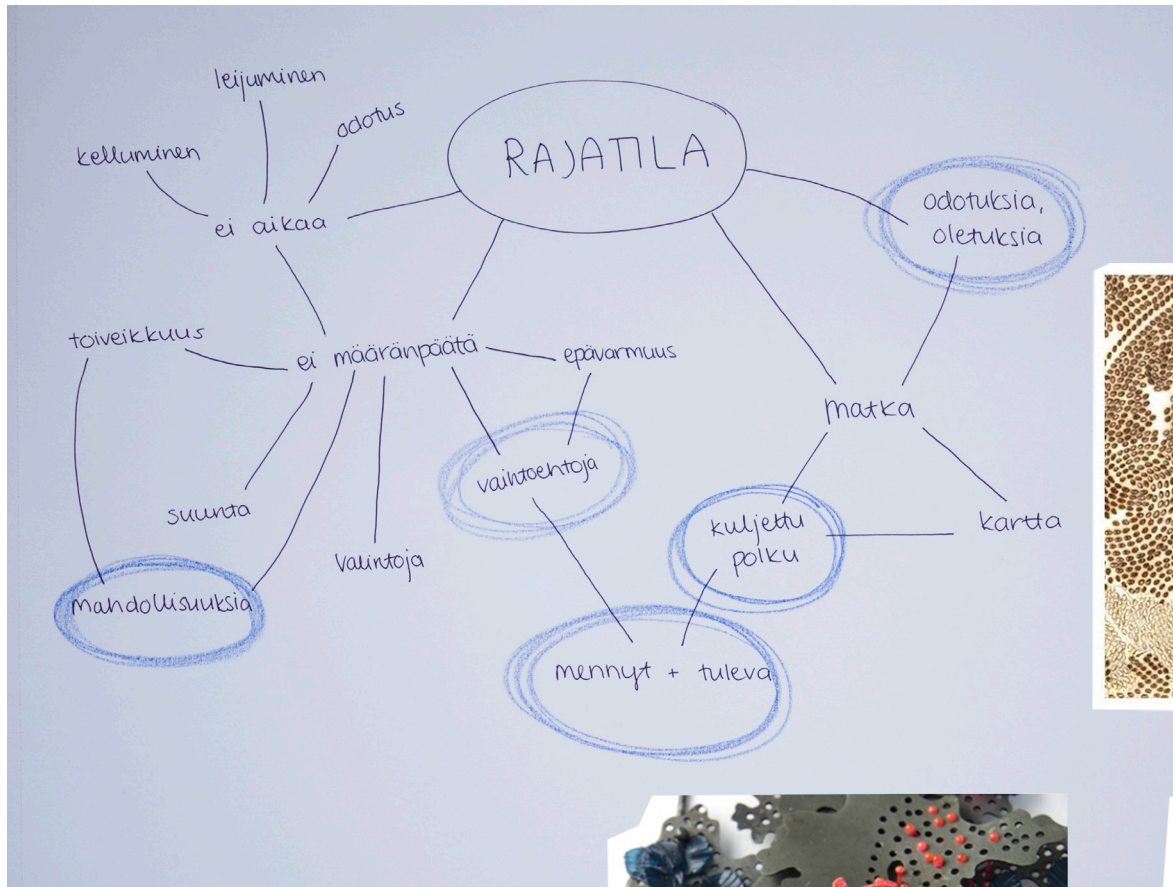 RAJATILA
leijuminen
odotus
kelluminen
ei aikaa
odotuksia,
oletuksia
toiveikkuus
ei määränpäätä
epävarmuus
matka
vaihtoehtoja
suunta
valintoja
kuljettu
polku
kartta
mahdollisuuksia
mennyt + tuleva